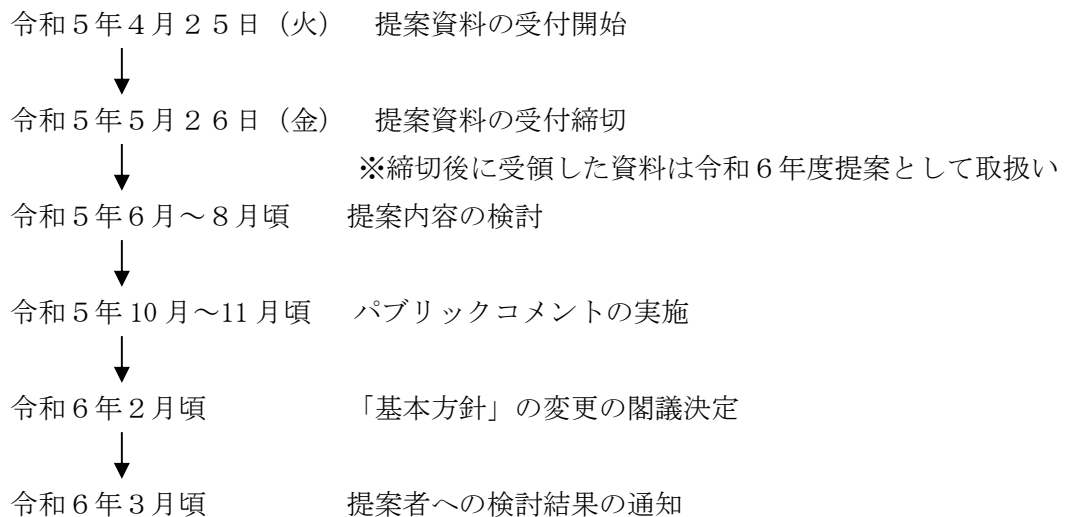 令和５年４月２５日（火）　提案資料の受付開始
令和５年５月２６日（金）　提案資料の受付締切
※締切後に受領した資料は令和６年度提案として取扱い
令和５年６月～８月頃　提案内容の検討
令和５年 10 月～11 月頃　パブリックコメントの実施
令和６年２月頃　「基本方針」の変更の閣議決定
令和６年３月頃　提案者への検討結果の通知